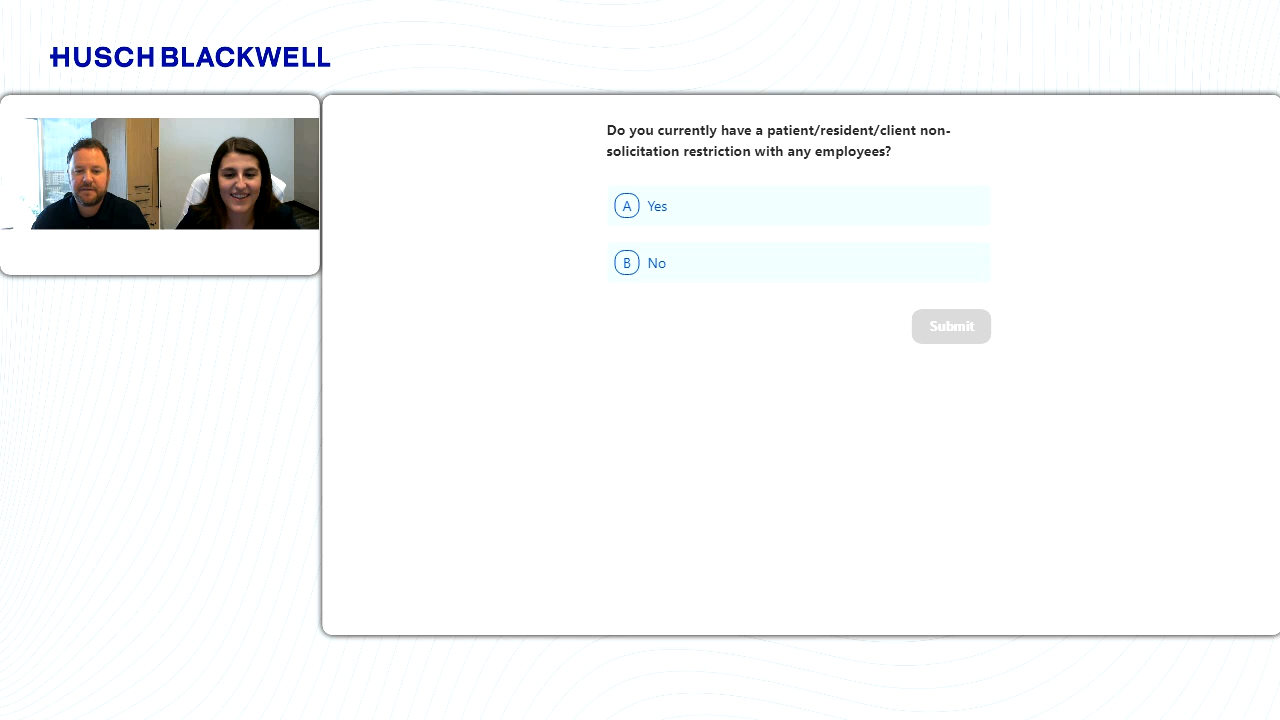 HUSCH BLACKWELL
Do you currently have a patient/resident/client non-
solicitation restriction with any employees?
A Yes
B No
Submit